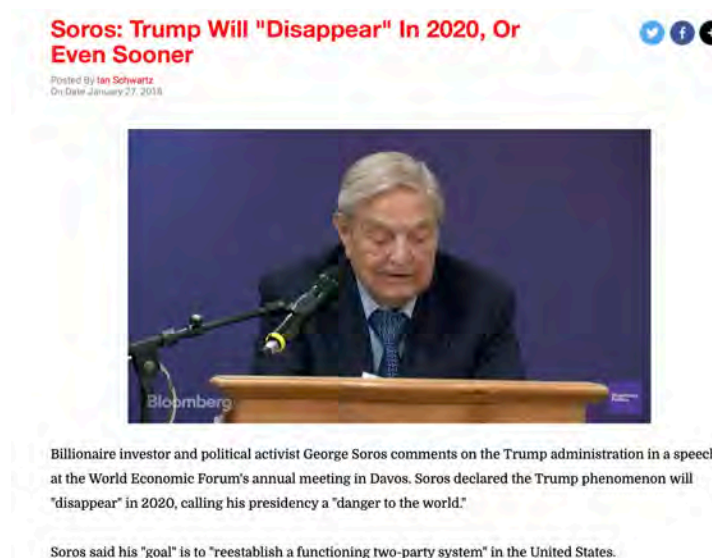 Soros: Trump Will "Disappear" In 2020, Or
Even Sooner
Posted By Ian Schwartz
On Date January 27, 2018
Bloomberg
Billionaire investor and political activist George Soros comments on the Trump administration in a speech
at the World Economic Forum's annual meeting in Davos. Soros declared the Trump phenomenon will
"disappear" in 2020, calling his presidency a "danger to the world."
Soros said his "goal" is to "reestablish a functioning two-party system" in the United States.